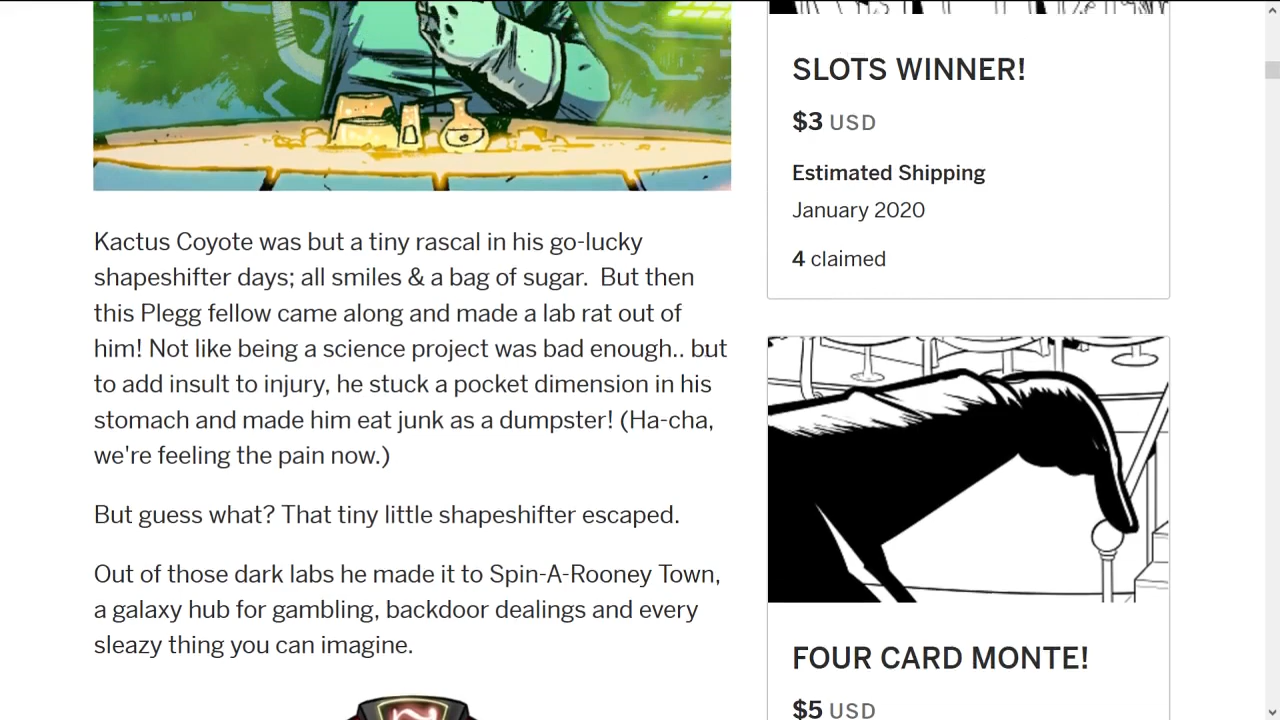 Kactus Coyote was but a tiny rascal in his go-lucky
shapeshifter days; all smiles & a bag of sugar.  But then
this Plegg fellow came along and made a lab rat out of
him! Not like being a science project was bad enough.. but
to add insult to injury, he stuck a pocket dimension in his
stomach and made him eat junk as a dumpster! (Ha-cha,
we're feeling the pain now.)
But guess what? That tiny little shapeshifter escaped.
Out of those dark labs he made it to Spin-A-Rooney Town,
a galaxy hub for gambling, backdoor dealings and every
sleazy thing you can imagine.
SLOTS WINNER!
$3 USD
Estimated Shipping
January 2020
4 claimed
FOUR CARD MONTE!
$5 USD